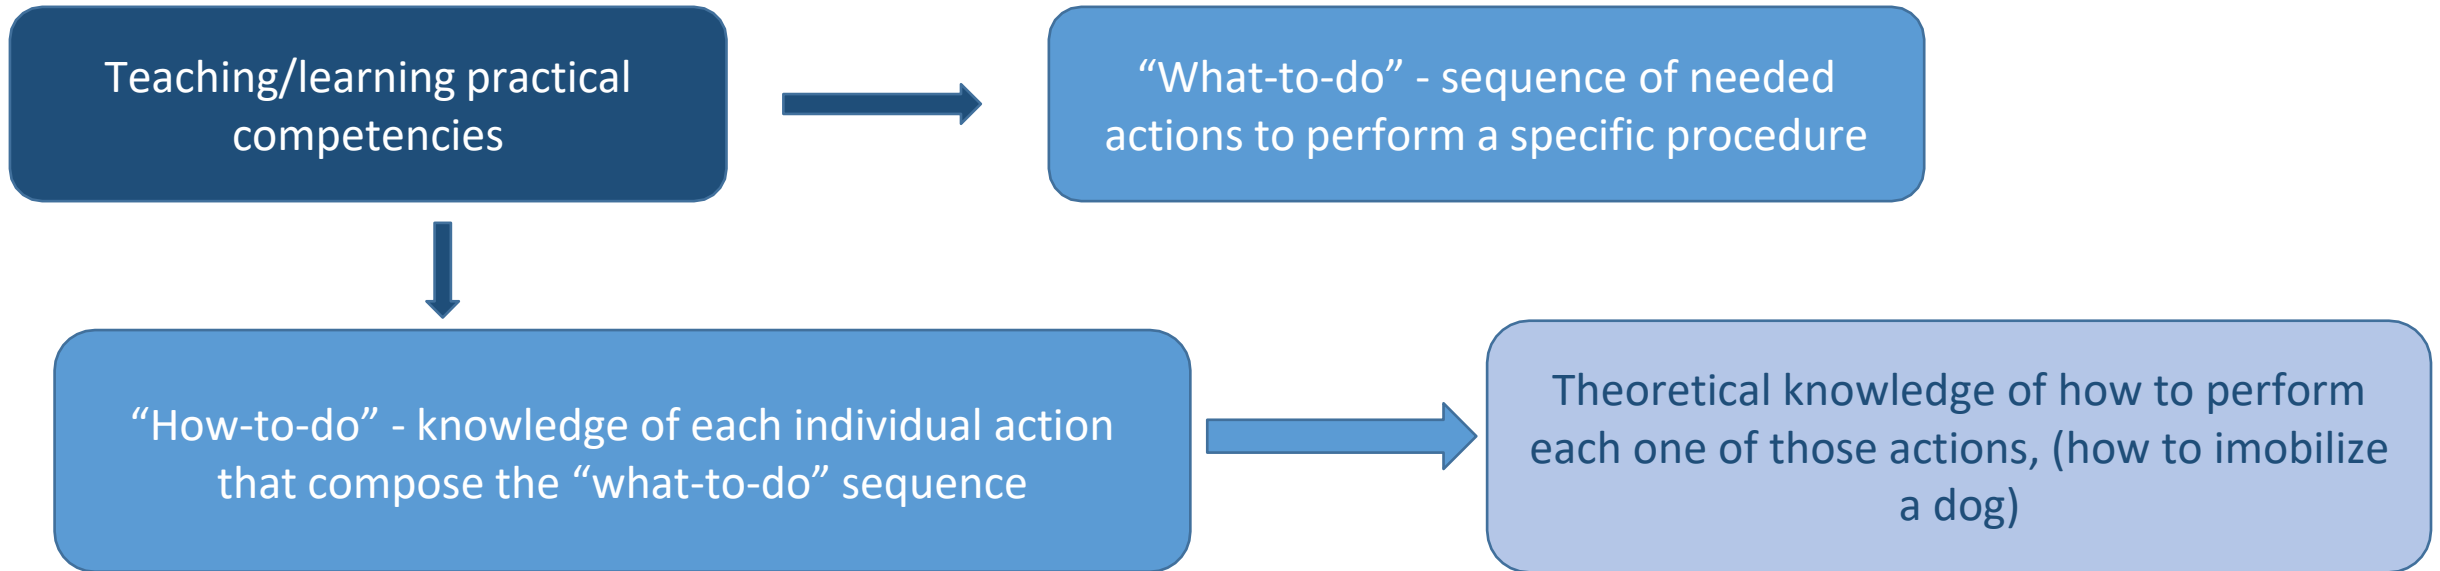 Teaching/learning practical
competencies
“What-to-do” - sequence of needed
actions to perform a specific procedure
“How-to-do” - knowledge of each individual action
that compose the “what-to-do” sequence
Theoretical knowledge of how to perform
each one of those actions, (how to imobilize
a dog)